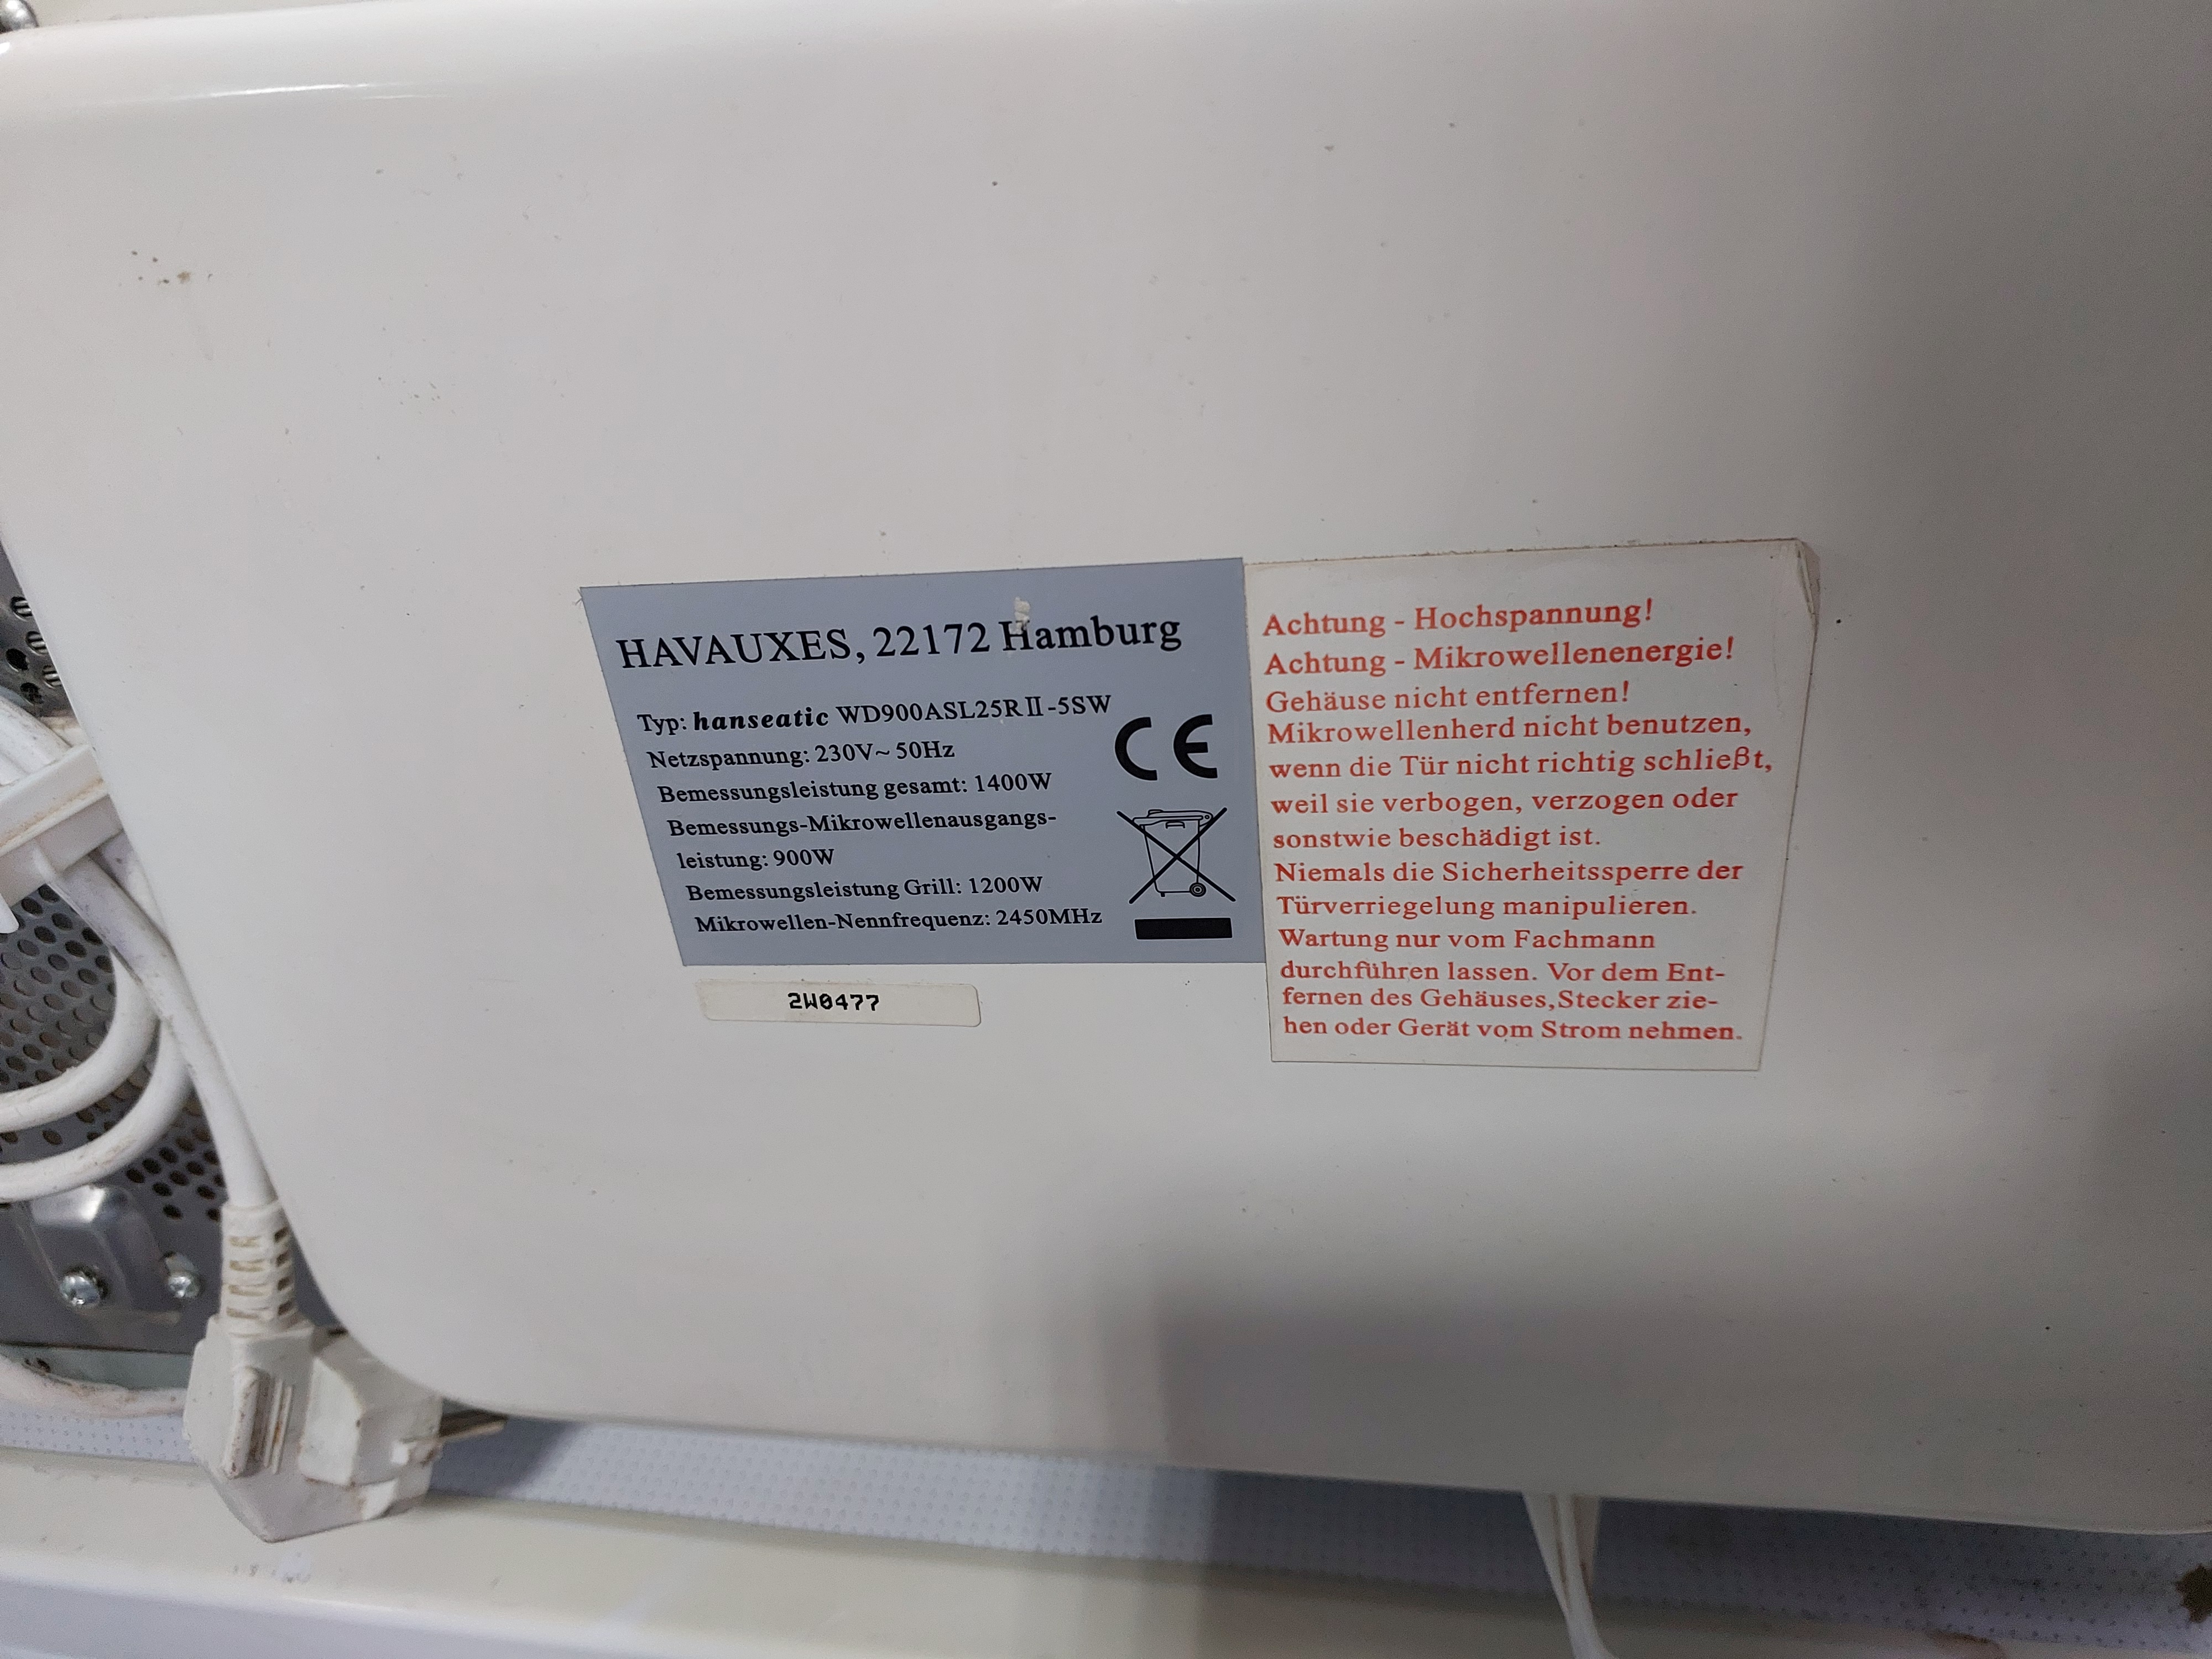 HAVAUXES, 22172 Hamburg
Typ: hanseatic WD900ASL25RⅡ-5SW
Netzspannung: 230V~ 50Hz
Bemessungsleistung gesamt: 1400W
Bemessungs-Mikrowellenausgangs-
leistung: 900W
Bemessungsleistung Grill: 1200W
Mikrowellen-Nennfrequenz: 2450MHz
CE
2W0477
Achtung - Hochspannung!
Achtung - Mikrowellenenergie!
Gehäuse nicht entfernen!
Mikrowellenherd nicht benutzen,
wenn die Tür nicht richtig schließt,
weil sie verbogen, verzogen oder
sonstwie beschädigt ist.
Niemals die Sicherheitssperre der
Türverriegelung manipulieren.
Wartung nur vom Fachmann
durchführen lassen. Vor dem Ent-
fernen des Gehäuses,Stecker zie-
hen oder Gerät vom Strom nehmen.